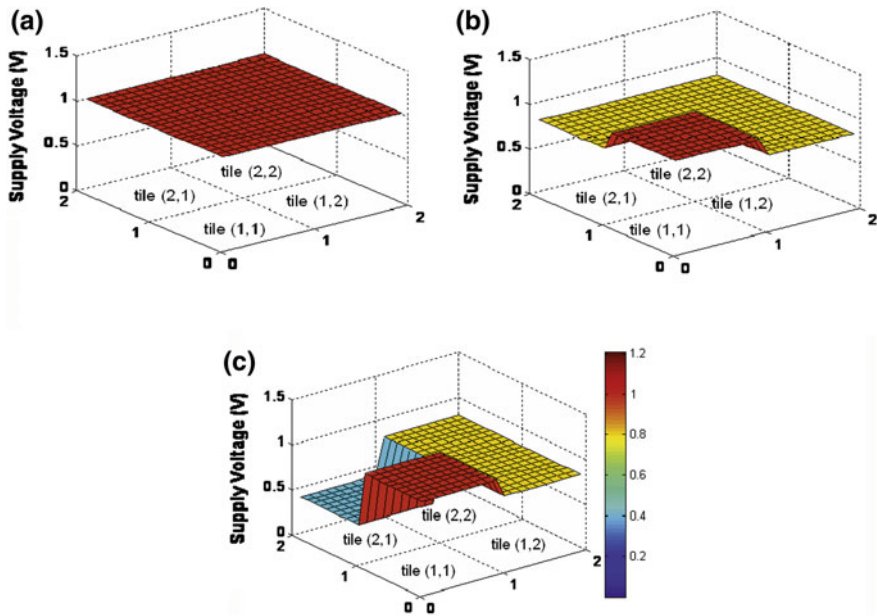 (a)
Supply Voltage (V)
1.5
1
0.5
0
2
1
0
0
1
2
tile (2,2)
tile (2,1)
tile (1,2)
tile (1,1)
(b)
Supply Voltage (V)
1.5
1
0.5
0
2
1
0
0
1
2
tile (2,2)
tile (2,1)
tile (1,2)
tile (1,1)
(c)
Supply Voltage (V)
1.5
1
0.5
0
2
1
0
0
1
2
tile (2,2)
tile (2,1)
tile (1,2)
tile (1,1)
1.2
1
0.8
0.6
0.4
0.2